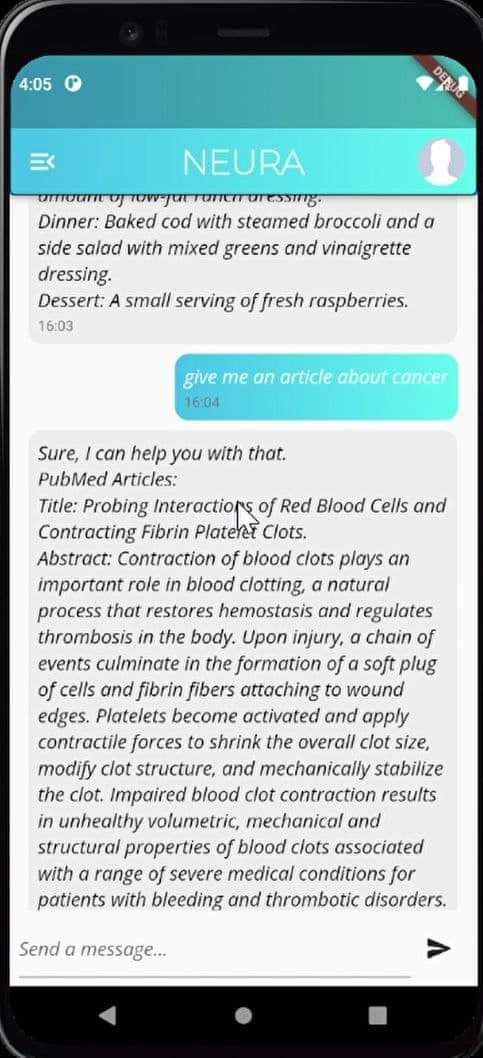 4:05
DEBUG
NEURA
amount of low-fat ranch dressing.
Dinner: Baked cod with steamed broccoli and a
side salad with mixed greens and vinaigrette
dressing.
Dessert: A small serving of fresh raspberries.
16:03
give me an article about cancer
16:04
Sure, I can help you with that.
PubMed Articles:
Title: Probing Interactions of Red Blood Cells and
Contracting Fibrin Platelet Clots.
Abstract: Contraction of blood clots plays an
important role in blood clotting, a natural
process that restores hemostasis and regulates
thrombosis in the body. Upon injury, a chain of
events culminate in the formation of a soft plug
of cells and fibrin fibers attaching to wound
edges. Platelets become activated and apply
contractile forces to shrink the overall clot size,
modify clot structure, and mechanically stabilize
the clot. Impaired blood clot contraction results
in unhealthy volumetric, mechanical and
structural properties of blood clots associated
with a range of severe medical conditions for
patients with bleeding and thrombotic disorders.
Send a message...